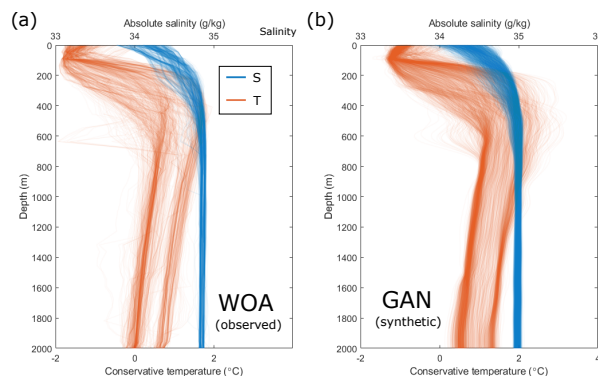 (a)
Absolute salinity (g/kg)
Salinity
33 34 35
0
200
400
600
800
1000
1200
1400
1600
1800
2000
Depth (m)
S
T
WOA
(observed)
-2 0 2
Conservative temperature (°C)
(b)
Absolute salinity (g/kg)
33 34 35 3
0
200
400
600
800
1000
1200
1400
1600
1800
2000
Depth (m)
GAN
(synthetic)
-2 0 2 4
Conservative temperature (°C)